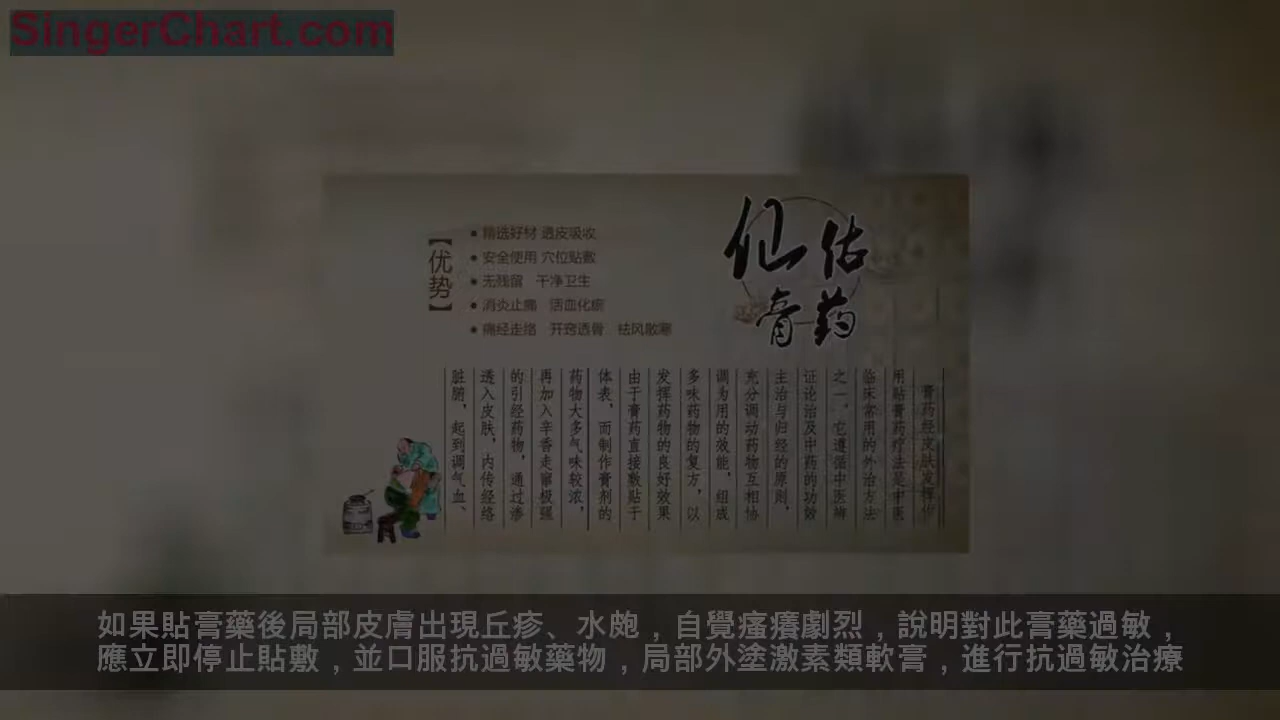 SingerChart.com
仙估
膏药
【优势】
● 精选好材 透皮吸收
● 安全使用 穴位贴敷
● 无残留 干净卫生
● 消炎止痛 活血化瘀
● 痛经走络 开窍透骨 祛风散寒
膏药经皮肤发挥作
用贴膏药疗法是中医
临床常用的外治方法
之一，它遵循中医辨
证论治及中药的功效
主治与归经的原则，
充分调动药物互相协
调为用的效能，组成
多味药物的复方，以
发挥药物的良好效果
由于膏药直接敷贴于
体表，而制作膏剂的
药物大多气味较浓，
再加入辛香走窜极强
的引经药物，通过渗
透入皮肤，内传经络
脏腑，起到调气血、
如果貼膏藥後局部皮膚出現丘疹、水皰，自覺瘙癢劇烈，說明對此膏藥過敏，
應立即停止貼敷，並口服抗過敏藥物，局部外塗激素類軟膏，進行抗過敏治療